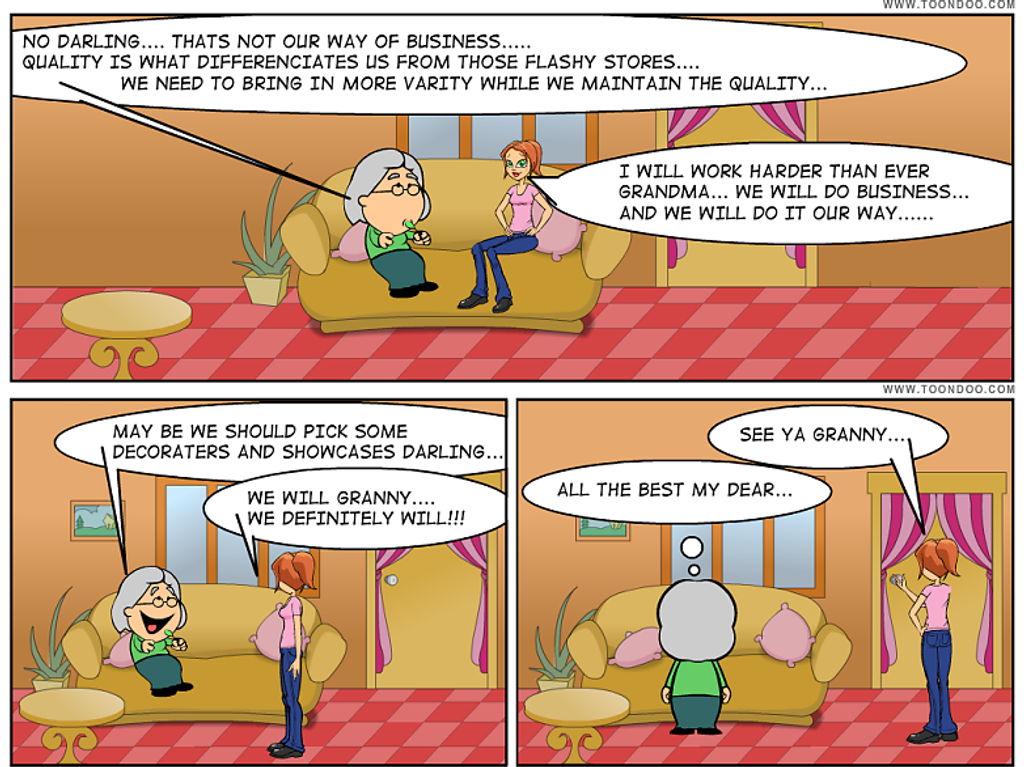 WWW.TOONDOO.COM
NO DARLING.... THATS NOT OUR WAY OF BUSINESS.....
QUALITY IS WHAT DIFFERENCIATES US FROM THOSE FLASHY STORES....
WE NEED TO BRING IN MORE VARITY WHILE WE MAINTAIN THE QUALITY...
I WILL WORK HARDER THAN EVER
GRANDMA... WE WILL DO BUSINESS...
AND WE WILL DO IT OUR WAY......
WWW.TOONDOO.COM
MAY BE WE SHOULD PICK SOME
DECORATERS AND SHOWCASES DARLING...
WE WILL GRANNY....
WE DEFINITELY WILL!!!
SEE YA GRANNY...
ALL THE BEST MY DEAR...